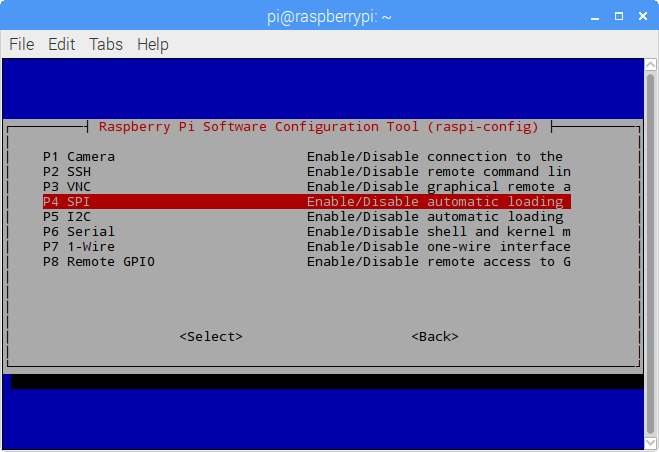 pi@raspberrypi: ~
File Edit Tabs Help
Raspberry Pi Software Configuration Tool (raspi-config)
P1 Camera Enable/Disable connection to the
P2 SSH Enable/Disable remote command lin
P3 VNC Enable/Disable graphical remote a
P4 SPI Enable/Disable automatic loading
P5 I2C Enable/Disable automatic loading
P6 Serial Enable/Disable shell and kernel m
P7 1-Wire Enable/Disable one-wire interface
P8 Remote GPIO Enable/Disable remote access to G
<Select> <Back>